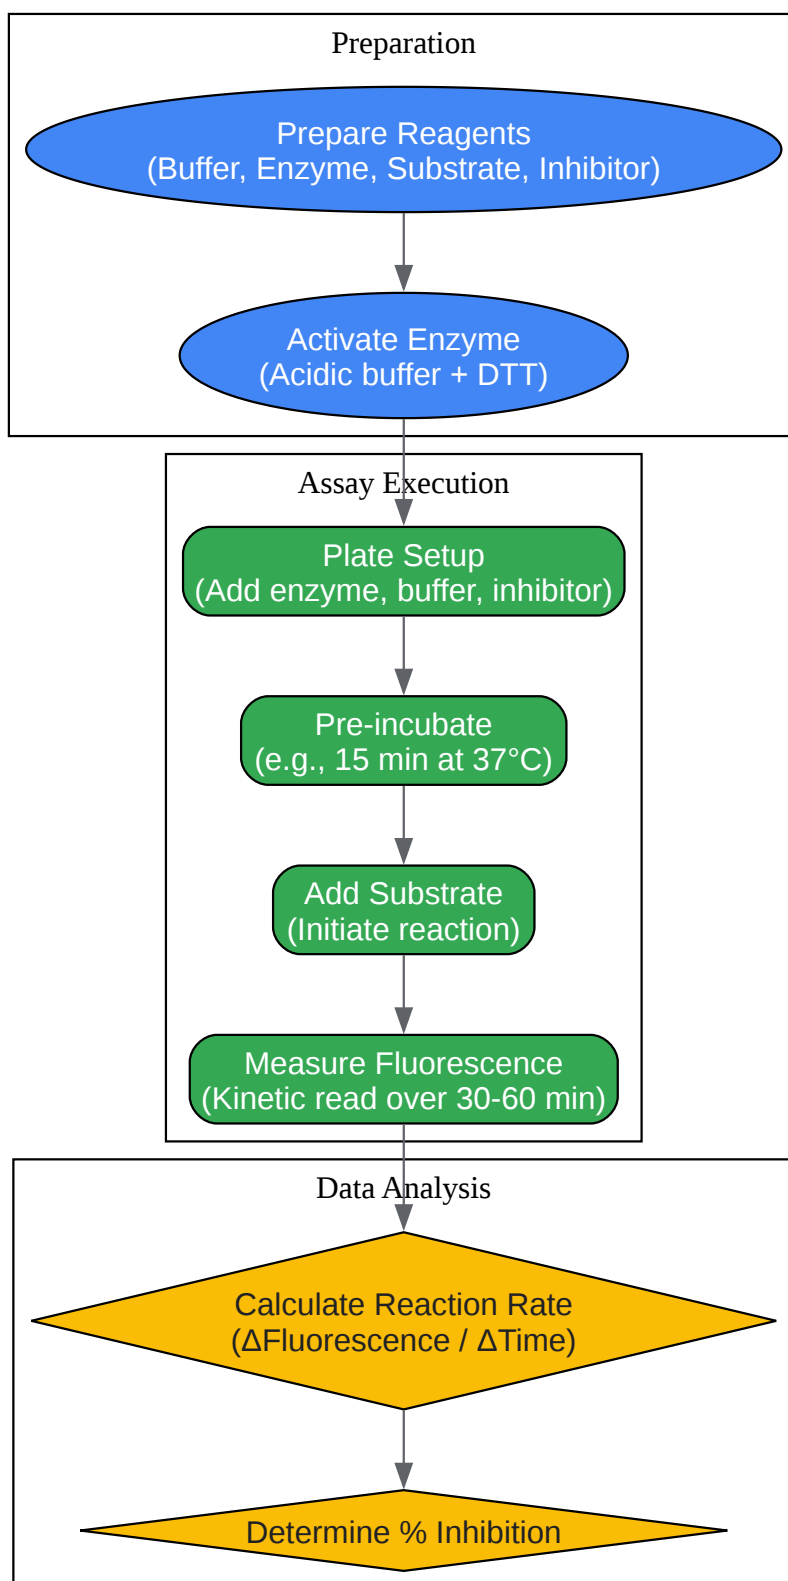 Preparation
Prepare Reagents
(Buffer, Enzyme, Substrate, Inhibitor)
Activate Enzyme
(Acidic buffer + DTT)
Assay Execution
Plate Setup
(Add enzyme, buffer, inhibitor)
Pre-incubate
(e.g., 15 min at 37°C)
Add Substrate
(Initiate reaction)
Measure Fluorescence
(Kinetic read over 30-60 min)
Data Analysis
Calculate Reaction Rate
(ΔFluorescence / ΔTime)
Determine % Inhibition